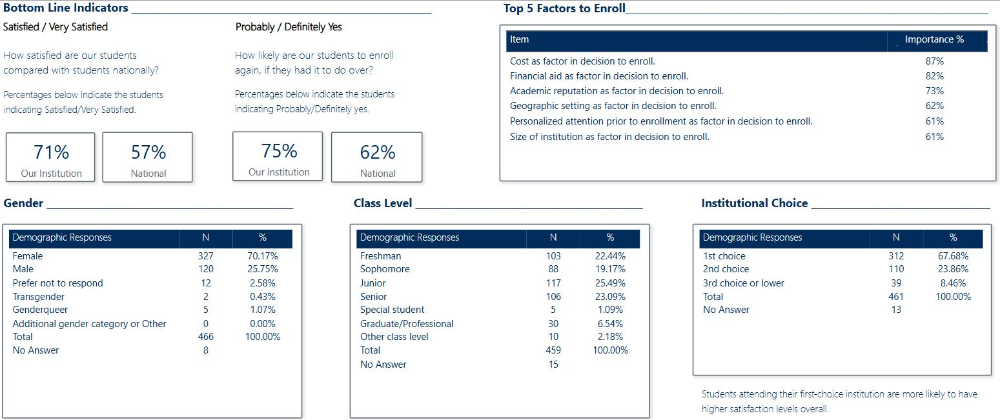 Bottom Line Indicators
Satisfied / Very Satisfied
How satisfied are our students
compared with students nationally?
Percentages below indicate the students
indicating Satisfied/Very Satisfied.
71%
Our Institution
57%
National
Probably / Definitely Yes
How likely are our students to enroll
again, if they had it to do over?
Percentages below indicate the students
indicating Probably/Definitely yes.
75%
Our Institution
62%
National
Top 5 Factors to Enroll
Item Importance %
Cost as factor in decision to enroll. 87%
Financial aid as factor in decision to enroll. 82%
Academic reputation as factor in decision to enroll. 73%
Geographic setting as factor in decision to enroll. 62%
Personalized attention prior to enrollment as factor in decision to enroll. 61%
Size of institution as factor in decision to enroll. 61%
Gender
Demographic Responses N %
Female 327 70.17%
Male 120 25.75%
Prefer not to respond 12 2.58%
Transgender 2 0.43%
Genderqueer 5 1.07%
Additional gender category or Other 0 0.00%
Total 466 100.00%
No Answer 8
Class Level
Demographic Responses N %
Freshman 103 22.44%
Sophomore 88 19.17%
Junior 117 25.49%
Senior 106 23.09%
Special student 5 1.09%
Graduate/Professional 30 6.54%
Other class level 10 2.18%
Total 459 100.00%
No Answer 15
Institutional Choice
Demographic Responses N %
1st choice 312 67.68%
2nd choice 110 23.86%
3rd choice or lower 39 8.46%
Total 461 100.00%
No Answer 13
Students attending their first-choice institution are more likely to have
higher satisfaction levels overall.